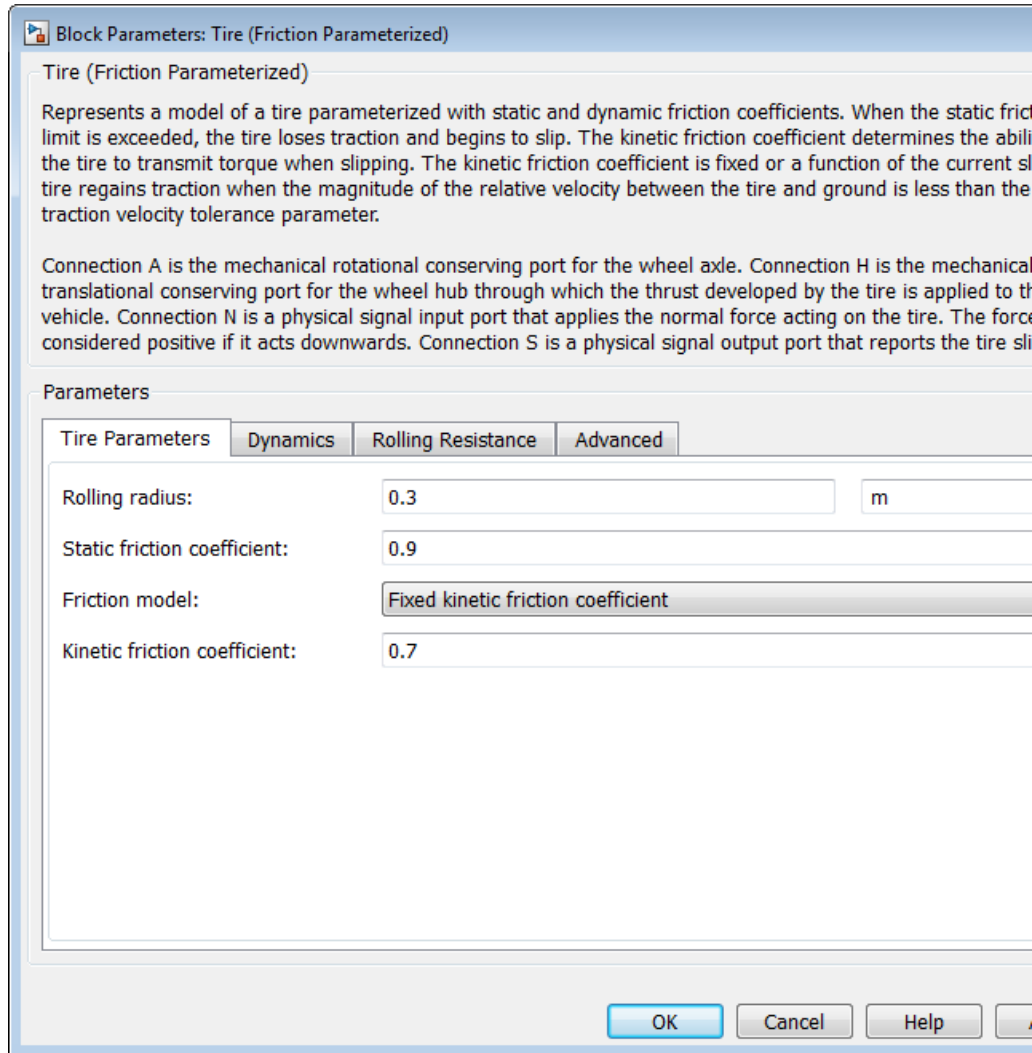 Block Parameters: Tire (Friction Parameterized)
Tire (Friction Parameterized)
Represents a model of a tire parameterized with static and dynamic friction coefficients. When the static
limit is exceeded, the tire loses traction and begins to slip. The kinetic friction coefficient determines the
the tire to transmit torque when slipping. The kinetic friction coefficient is fixed or a function of the current
tire regains traction when the magnitude of the relative velocity between the tire and ground is less than the
traction velocity tolerance parameter.
Connection A is the mechanical rotational conserving port for the wheel axle. Connection H is the mechanical
translational conserving port for the wheel hub through which the thrust developed by the tire is applied to
vehicle. Connection N is a physical signal input port that applies the normal force acting on the tire. The force
considered positive if it acts downwards. Connection S is a physical signal output port that reports the tire
Parameters
Tire Parameters Dynamics Rolling Resistance Advanced
Rolling radius: 0.3 m
Static friction coefficient: 0.9
Friction model: Fixed kinetic friction coefficient
Kinetic friction coefficient: 0.7
OK Cancel Help